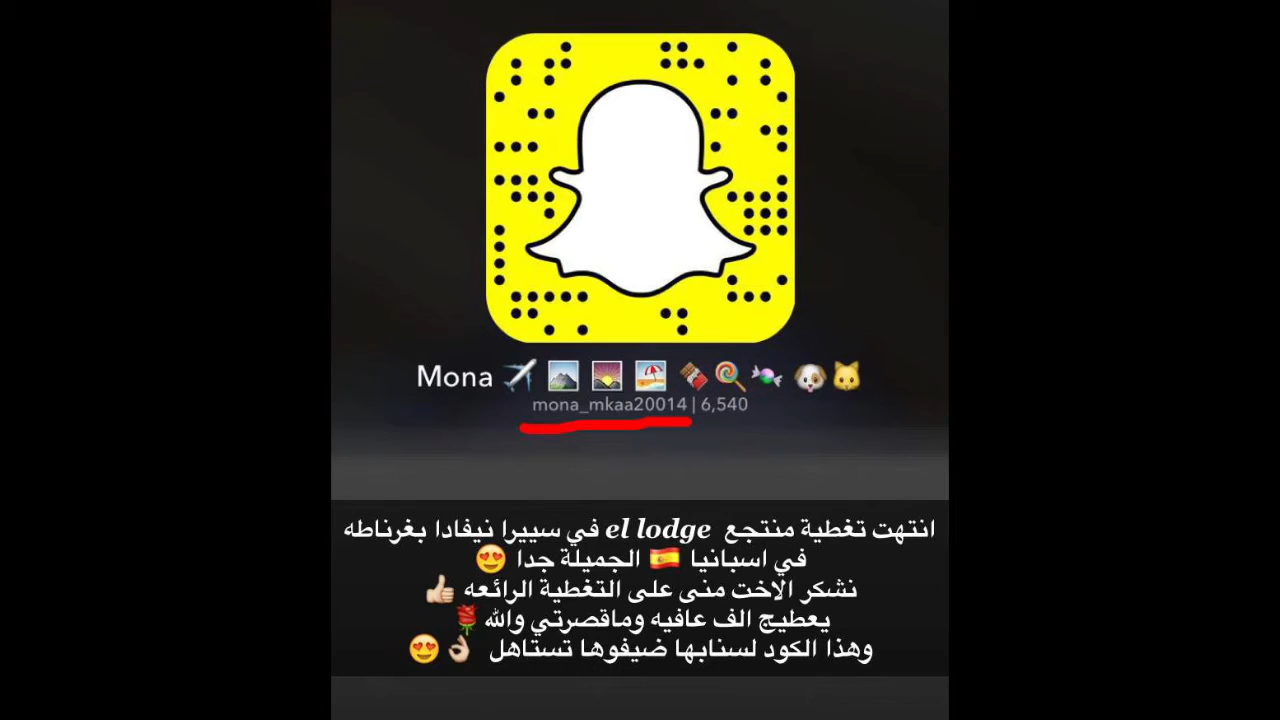 Mona ✈️ 🏔️ 🌅 🏖️ 🍫🍭🍬 🐶🐱
mona_mkaa20014 | 6,540
انتهت تغطية منتجع el lodge في سييرا نيفادا بغرناطه
في اسبانيا 🇪🇸 الجميلة جدا 😍
نشكر الاخت منى على التغطية الرائعه 👍🏼
يعطيج الف عافيه وماقصرتي والله🌹
وهذا الكود لسنابها ضيفوها تستاهل 👌🏼 😍